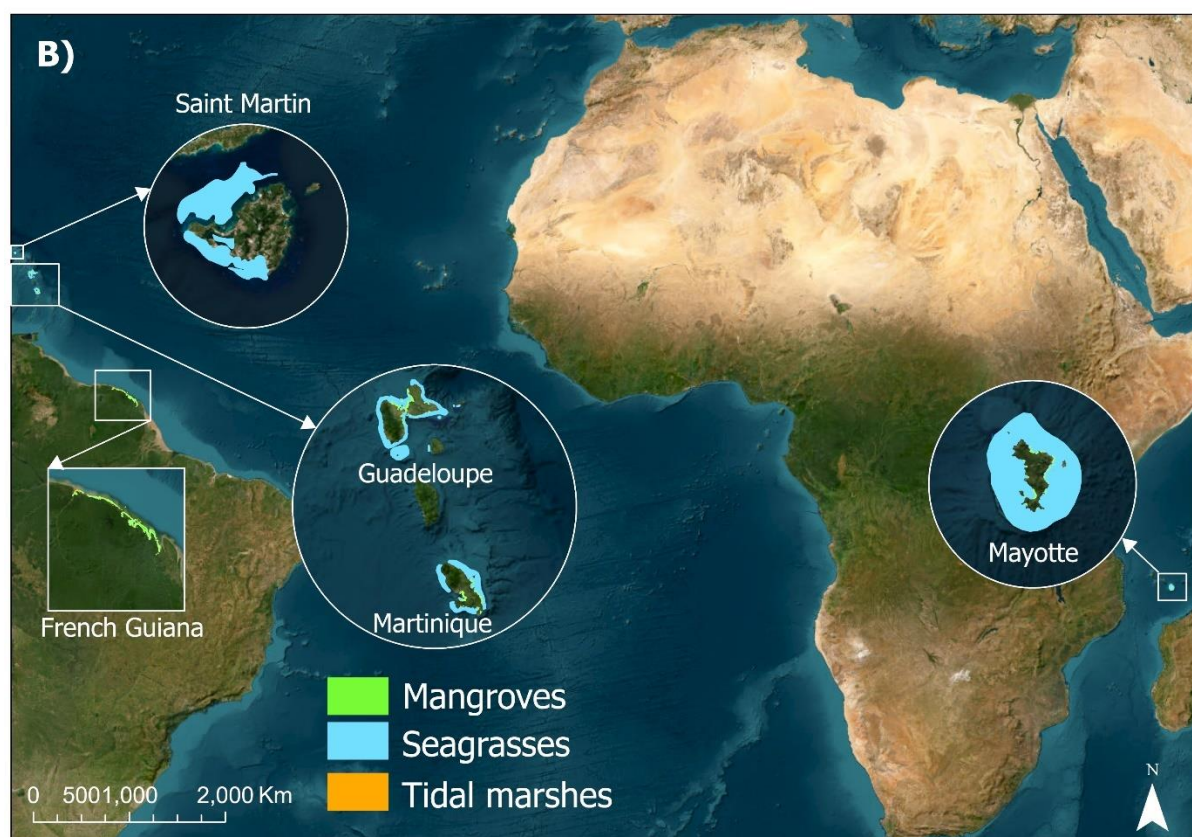 B)
Saint Martin
Guadeloupe
Mayotte
Martinique
French Guiana
Mangroves
Seagrasses
Tidal marshes
0 5001,000 2,000 Km
N